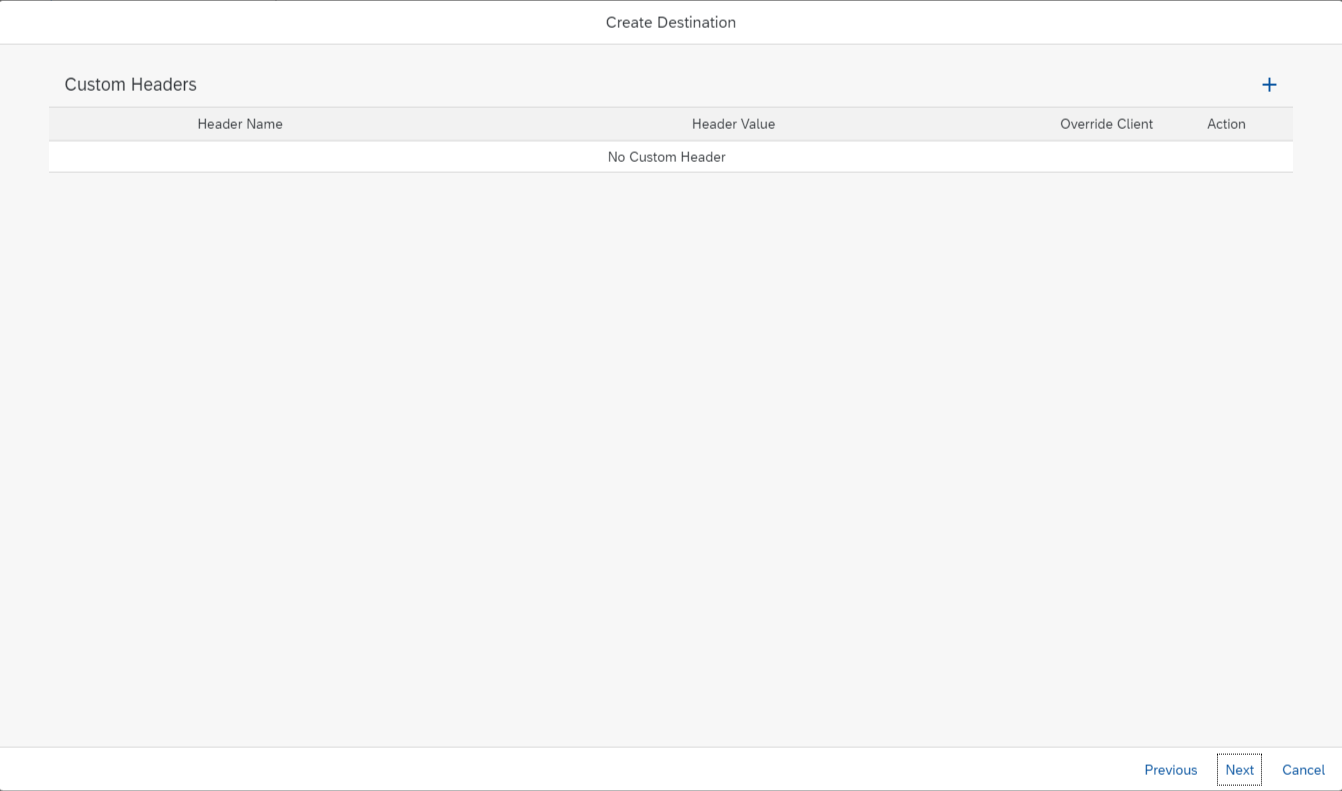 Create Destination
Custom Headers
Header Name Header Value Override Client Action
No Custom Header
Previous Next Cancel